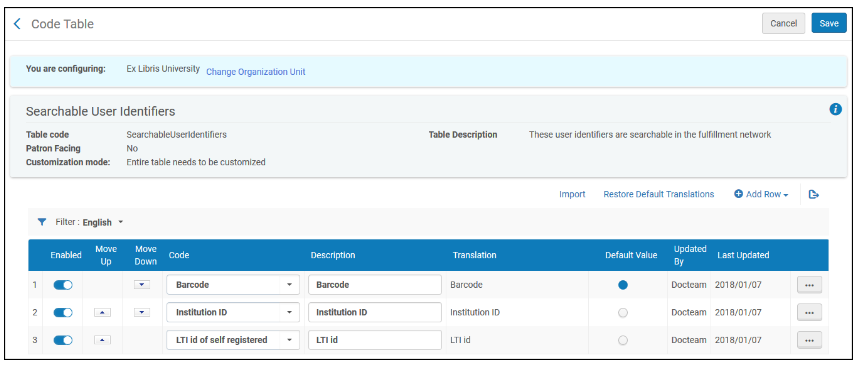 Code Table Cancel Save
You are configuring: Ex Libris University Change Organization Unit
Searchable User Identifiers
Table code SearchableUserIdentifiers Table Description These user identifiers are searchable in the fulfillment network
Patron Facing No
Customization mode: Entire table needs to be customized
Import Restore Default Translations Add Row
Filter : English
Enabled Move Up Move Down Code Description Translation Default Value Updated By Last Updated
1 Barcode Barcode Barcode Docteam 2018/01/07
2 Institution ID Institution ID Institution ID Docteam 2018/01/07
3 LTI id of self registered LTI id LTI id Docteam 2018/01/07